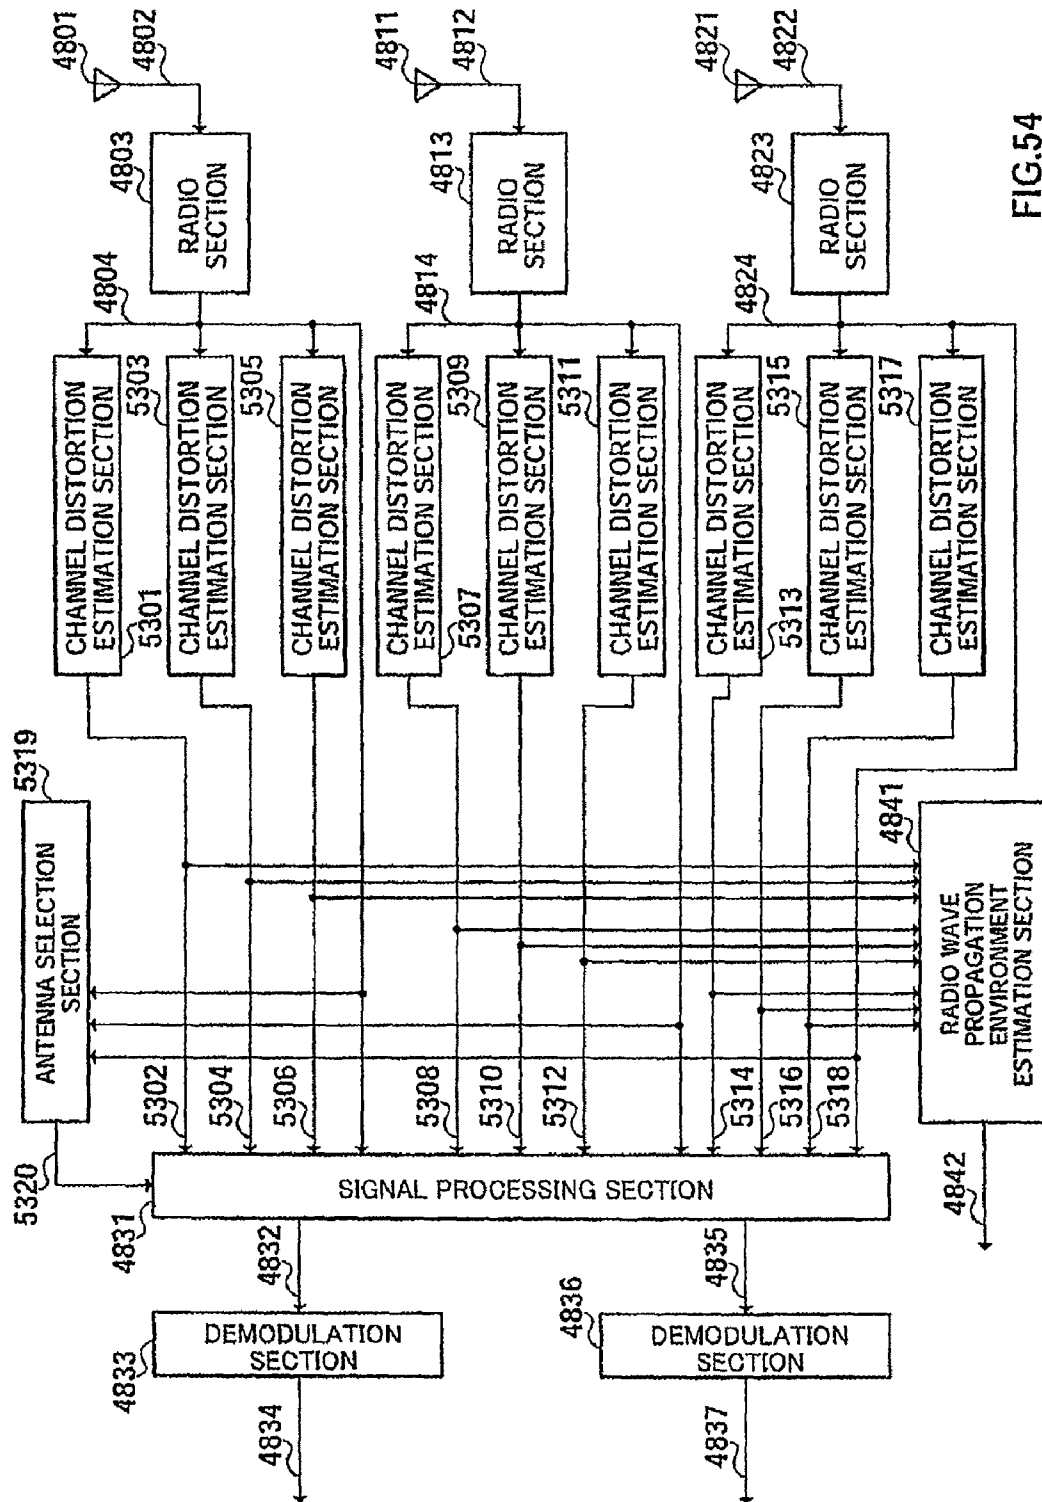 4801
4802
4803
RADIO
SECTION
4804
4811
4812
4813
RADIO
SECTION
4814
4821
4822
4823
RADIO
SECTION
4824
CHANNEL DISTORTION
ESTIMATION SECTION
5301
CHANNEL DISTORTION
ESTIMATION SECTION
5303
CHANNEL DISTORTION
ESTIMATION SECTION
5305
CHANNEL DISTORTION
ESTIMATION SECTION
5307
CHANNEL DISTORTION
ESTIMATION SECTION
5309
CHANNEL DISTORTION
ESTIMATION SECTION
5311
CHANNEL DISTORTION
ESTIMATION SECTION
5313
CHANNEL DISTORTION
ESTIMATION SECTION
5315
CHANNEL DISTORTION
ESTIMATION SECTION
5317
5319
ANTENNA SELECTION
SECTION
5320
4841
RADIO WAVE
PROPAGATION
ENVIRONMENT
ESTIMATION SECTION
4842
5302
5304
5306
5308
5310
5312
5314
5316
5318
SIGNAL PROCESSING SECTION
4831
4832
4835
DEMODULATION
SECTION
4833
4834
DEMODULATION
SECTION
4836
4837
FIG.54